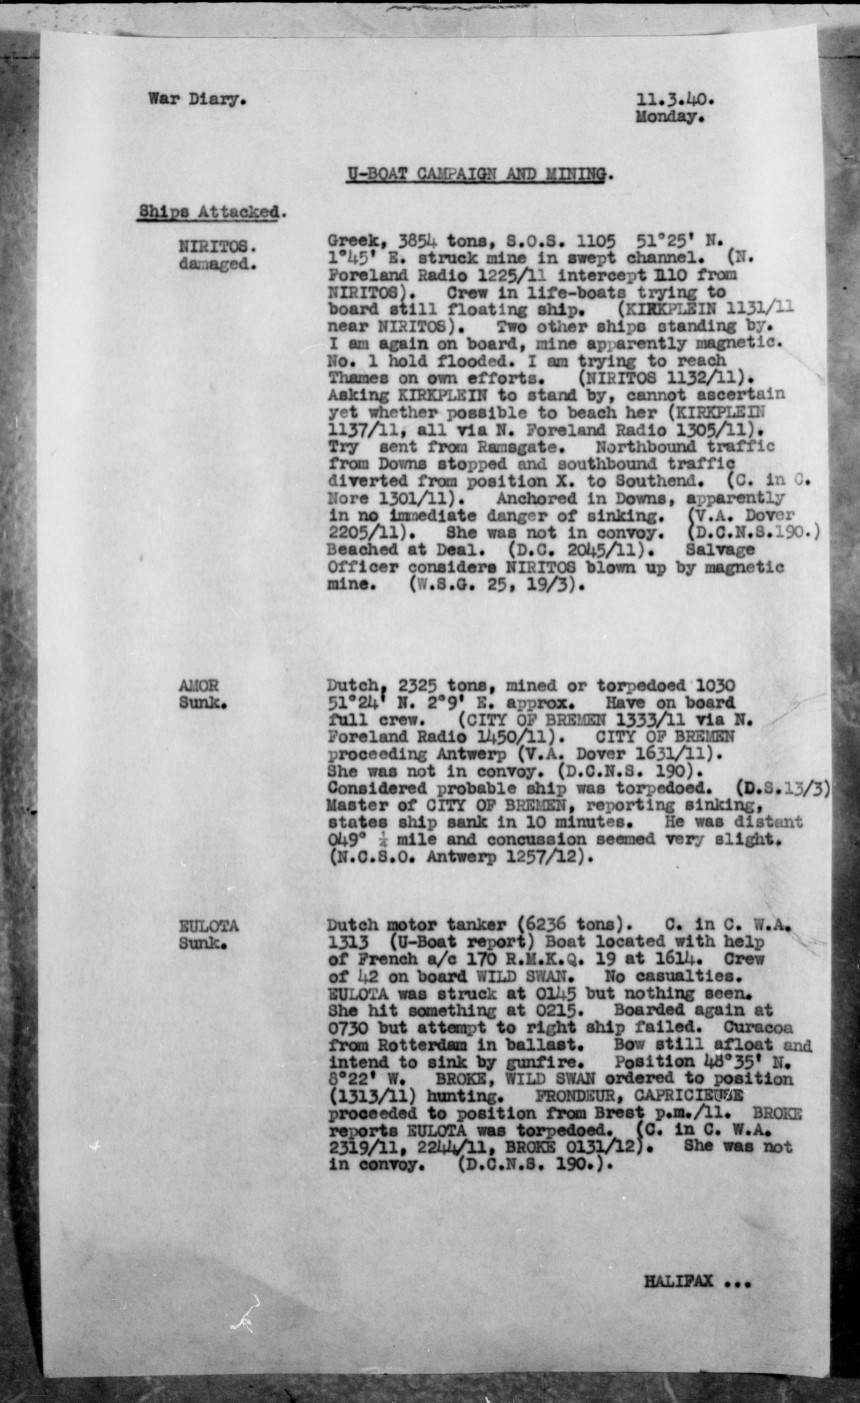 War Diary.
11.3.40.
Monday.
U-BOAT CAMPAIGN AND MINING.
Ships Attacked.
NIRITOS.
damaged.
Greek, 3854 tons, S.O.S. 1105 51°25' N.
1°45' E. struck mine in swept channel. (N.
Foreland Radio 1225/11 intercept 110 from
NIRITOS). Crew in life-boats trying to
board still floating ship. (KIRKPLEIN 1131/11
near NIRITOS). Two other ships standing by.
I am again on board, mine apparently magnetic.
No. 1 hold flooded. I am trying to reach
Thames on own efforts. (NIRITOS 1132/11).
Asking KIRKPLEIN to stand by, cannot ascertain
yet whether possible to beach her (KIRKPLEIN
1137/11, all via N. Foreland Radio 1305/11).
Try sent from Ramsgate. Northbound traffic
from Downs stopped and southbound traffic
diverted from position X. to Southend. (C. in C.
Nore 1301/11). Anchored in Downs, apparently
in no immediate danger of sinking. (V.A. Dover
2205/11). She was not in convoy. (D.C.N.S.190.)
Beached at Deal. (D.C. 2045/11). Salvage
Officer considers NIRITOS blown up by magnetic
mine. (W.S.G. 25, 19/3).
AMOR
Sunk.
Dutch, 2325 tons, mined or torpedoed 1030
51°24' N. 2°9' E. approx. Have on board
full crew. (CITY OF BREMEN 1333/11 via N.
Foreland Radio 1450/11). CITY OF BREMEN
proceeding Antwerp (V.A. Dover 1631/11).
She was not in convoy. (D.C.N.S. 190).
Considered probable ship was torpedoed. (D.S.13/3)
Master of CITY OF BREMEN, reporting sinking,
states ship sank in 10 minutes. He was distant
049° mile and concussion seemed very slight.
(N.C.S.O. Antwerp 1257/12).
EULOTA
Sunk.
Dutch motor tanker (6236 tons). C. in C. W.A.
1313 (U-Boat report) Boat located with help
of French a/c 170 R.M.K.Q. 19 at 1614. Crew
of 42 on board WILD SWAN. No casualties.
EULOTA was struck at 0145 but nothing seen.
She hit something at 0215. Boarded again at
0730 but attempt to right ship failed. Curacoa
from Rotterdam in ballast. Bow still afloat and
intend to sink by gunfire. Position 48°35' N.
8°22' W. BROKE, WILD SWAN ordered to position
(1313/11) hunting. FRONDEUR, CAPRICIEUSE
proceeded to position from Brest p.m./11. BROKE
reports EULOTA was torpedoed. (C. in C. W.A.
2319/11, 2244/11, BROKE 0131/12). She was not
in convoy. (D.C.N.S. 190.).
HALIFAX ...